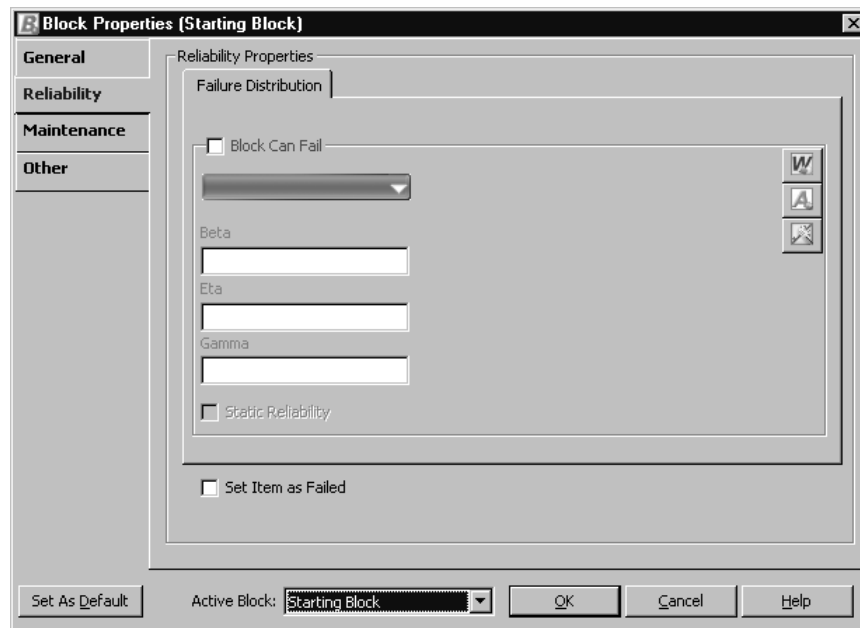 Block Properties (Starting Block)
General
Reliability
Maintenance
Other
Reliability Properties
Failure Distribution
Block Can Fail
Beta
Eta
Gamma
Static Reliability
Set Item as Failed
W
A
Set As Default
Active Block: Starting Block
OK
Cancel
Help